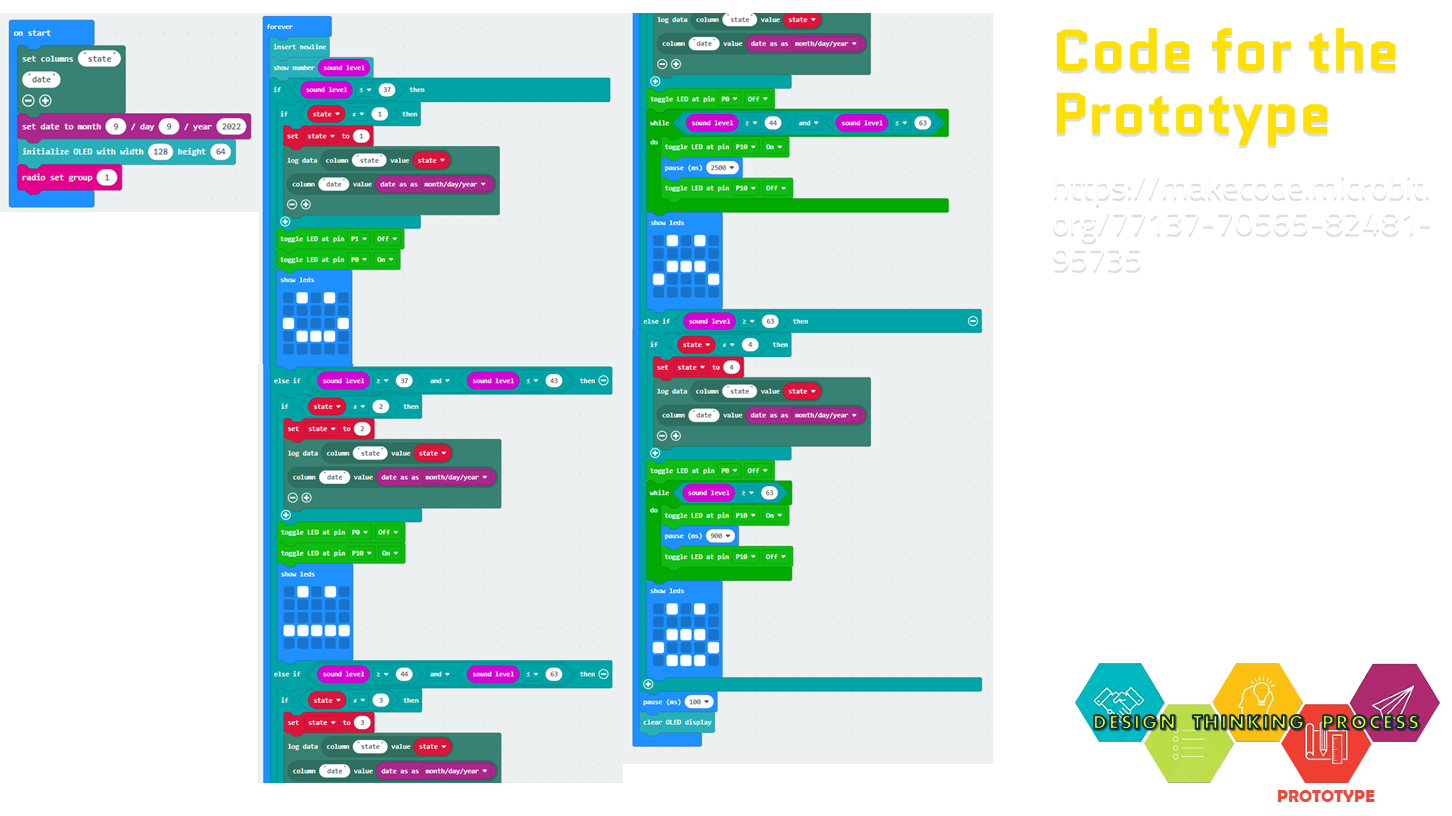 on start
set columns "state"
"date"
set date to month 9 / day 9 / year 2022
initialize OLED with width 128 height 64
radio set group 1
forever
insert newline
show number sound level
if sound level ≤ 37 then
if state ≠ 1 then
set state to 1
log data column "state" value state
column "date" value date as as month/day/year
toggle LED at pin P1 Off
toggle LED at pin P0 On
show leds
else if sound level ≥ 37 and sound level ≤ 43 then
if state ≠ 2 then
set state to 2
log data column "state" value state
column "date" value date as as month/day/year
toggle LED at pin P0 Off
toggle LED at pin P10 On
show leds
else if sound level ≥ 44 and sound level ≤ 63 then
if state ≠ 3 then
set state to 3
log data column "state" value state
column "date" value date as as month/day/year
log data column "state" value state
column "date" value date as as month/day/year
toggle LED at pin P0 Off
while sound level ≥ 44 and sound level ≤ 63
do toggle LED at pin P10 On
pause (ms) 2500
toggle LED at pin P10 Off
show leds
else if sound level ≥ 63 then
if state ≠ 4 then
set state to 4
log data column "state" value state
column "date" value date as as month/day/year
toggle LED at pin P0 Off
while sound level ≥ 63
do toggle LED at pin P10 On
pause (ms) 900
toggle LED at pin P10 Off
show leds
pause (ms) 100
clear OLED display
Code for the
Prototype
https://makecode.microbit.
org/77137-70565-82481-
95735
DESIGN THINKING PROCESS
PROTOTYPE